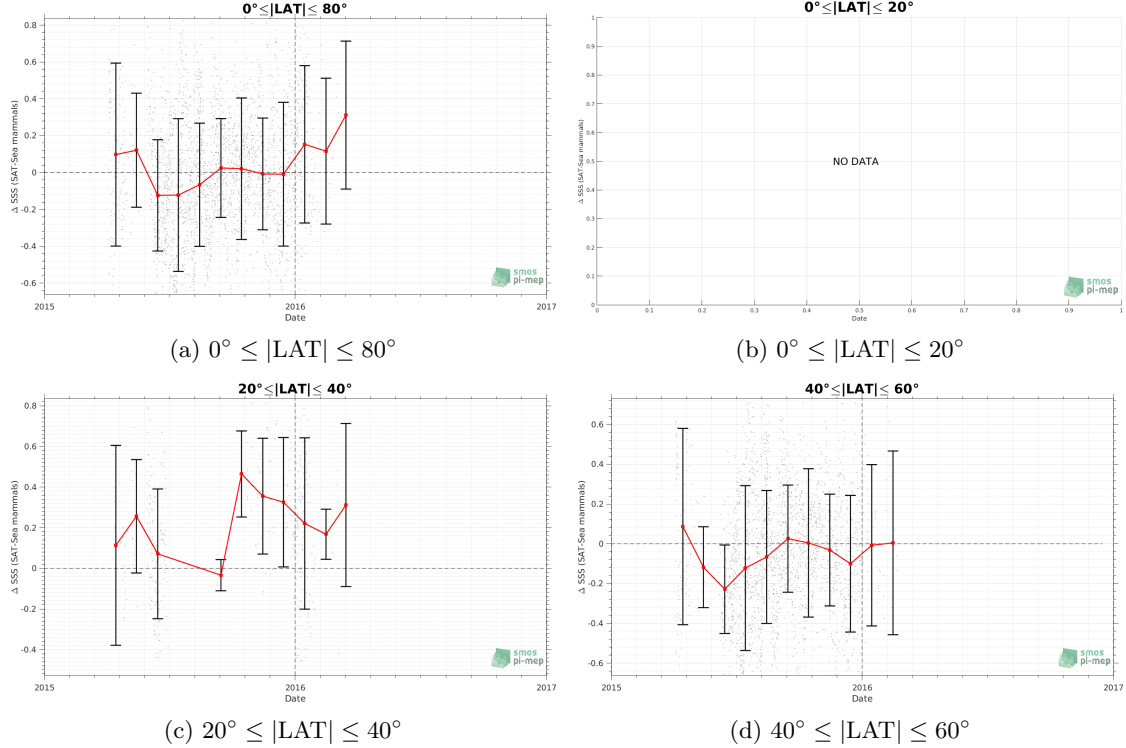 0°≤|LAT|≤ 80°
Δ SSS (SAT-Sea mammals)
0.8
0.6
0.4
0.2
0
-0.2
-0.4
-0.6
2015
2016
2017
Date
smos
pi-mep
(a) 0° ≤ |LAT| ≤ 80°
0°≤|LAT|≤ 20°
Δ SSS (SAT-Sea mammals)
1
0.9
0.8
0.7
0.6
0.5
0.4
0.3
0.2
0.1
0
NO DATA
0
0.1
0.2
0.3
0.4
0.5
0.6
0.7
0.8
0.9
1
Date
smos
pi-mep
(b) 0° ≤ |LAT| ≤ 20°
20°≤|LAT|≤ 40°
Δ SSS (SAT-Sea mammals)
0.8
0.6
0.4
0.2
0
-0.2
-0.4
2015
2016
2017
Date
smos
pi-mep
(c) 20° ≤ |LAT| ≤ 40°
40°≤|LAT|≤ 60°
Δ SSS (SAT-Sea mammals)
0.6
0.4
0.2
0
-0.2
-0.4
-0.6
2015
2016
2017
Date
smos
pi-mep
(d) 40° ≤ |LAT| ≤ 60°